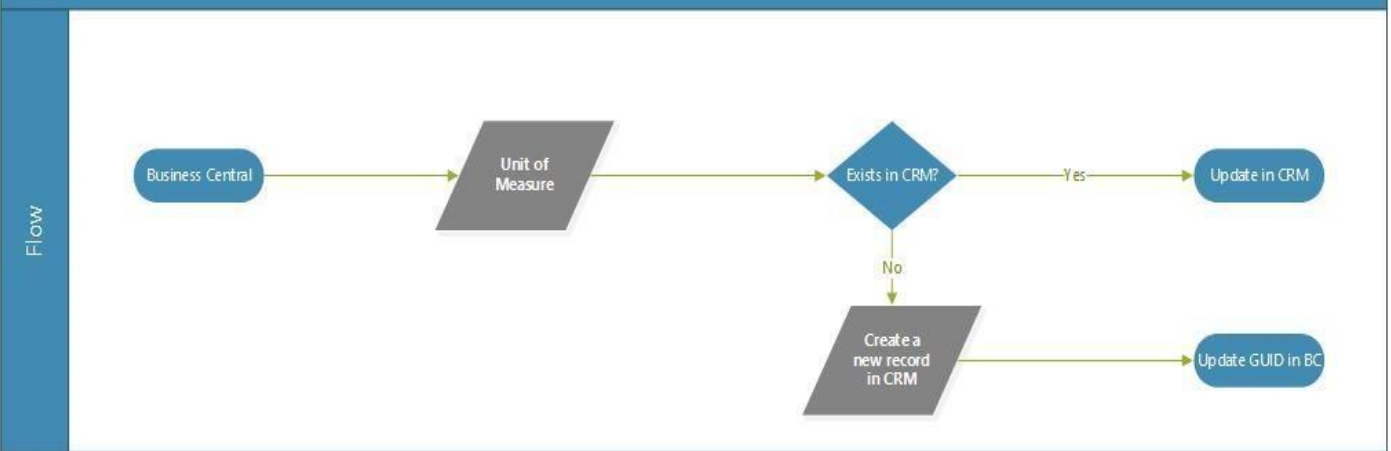 Flow
Business Central
Unit of
Measure
Exists in CRM?
Yes
Update in CRM
No
Create a
new record
in CRM
Update GUID in BC